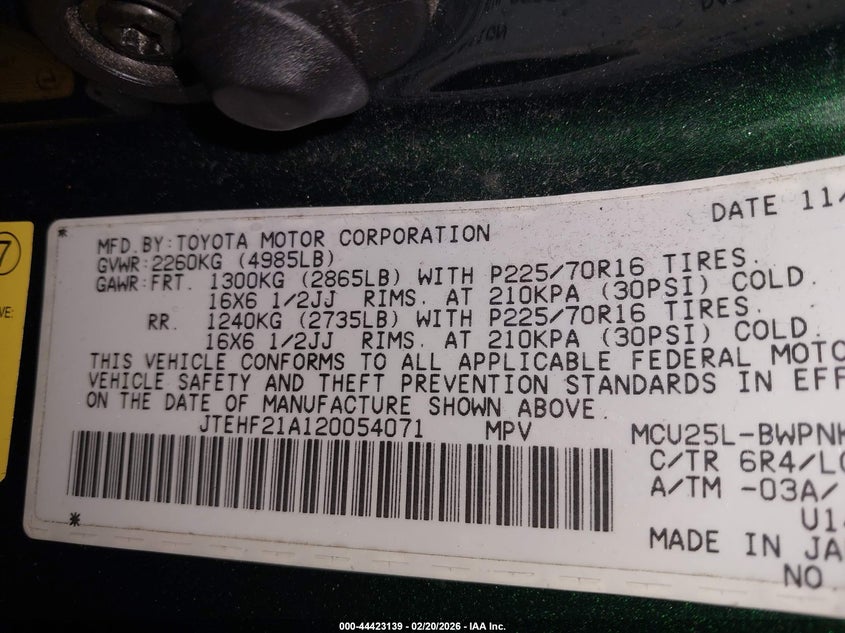 DATE 11/
MFD. BY: TOYOTA MOTOR CORPORATION
GVWR: 2260KG (4985LB)
GAWR: FRT. 1300KG (2865LB) WITH P225/70R16 TIRES.
16X6 1/2JJ RIMS. AT 210KPA (30PSI) COLD.
RR. 1240KG (2735LB) WITH P225/70R16 TIRES.
16X6 1/2JJ RIMS. AT 210KPA (30PSI) COLD.
THIS VEHICLE CONFORMS TO ALL APPLICABLE FEDERAL MOTO
VEHICLE SAFETY AND THEFT PREVENTION STANDARDS IN EFF
ON THE DATE OF MANUFACTURE SHOWN ABOVE.
JTEHF21A120054071 MPV MCU25L-BWPNK
C/TR 6R4/LC
A/TM -03A/
U14
MADE IN JA
NO
7
VE:
000-44423139 - 02/20/2026 - IAA Inc.